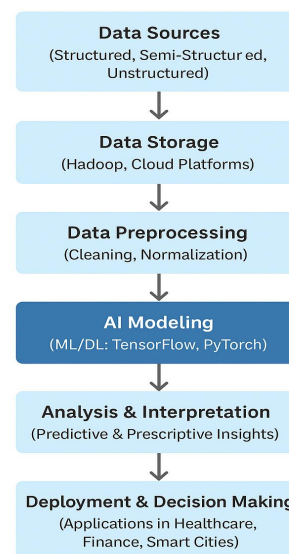 Data Sources
(Structured, Semi-Structur ed,
Unstructured)
Data Storage
(Hadoop, Cloud Platforms)
Data Preprocessing
(Cleaning, Normalization)
AI Modeling
(ML/DL: TensorFlow, PyTorch)
Analysis & Interpretation
(Predictive & Prescriptive Insights)
Deployment & Decision Making
(Applications in Healthcare,
Finance, Smart Cities)